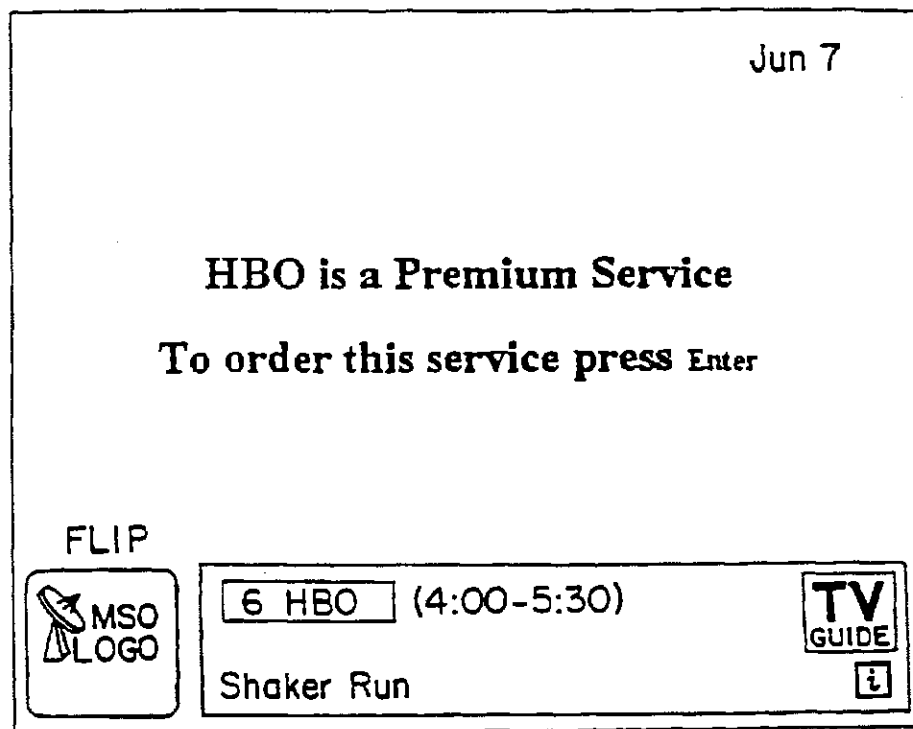 Jun 7
HBO is a Premium Service
To order this service press Enter
FLIP
MSO
LOGO
6 HBO (4:00-5:30)
TV
GUIDE
Shaker Run
i